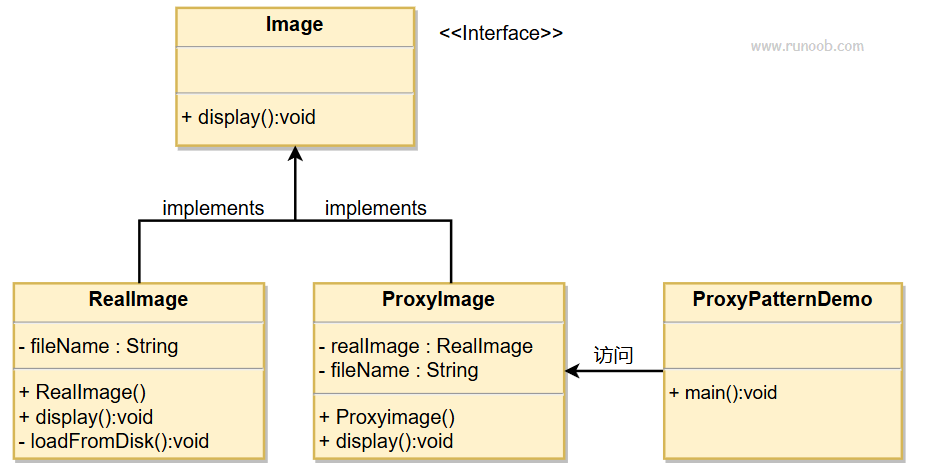 Image
<<Interface>>
www.runoob.com
+ display():void
implements
implements
RealImage
- fileName : String
+ RealImage()
+ display():void
- loadFromDisk():void
ProxyImage
- realImage : RealImage
- fileName : String
+ Proxyimage()
+ display():void
访问
ProxyPatternDemo
+ main():void